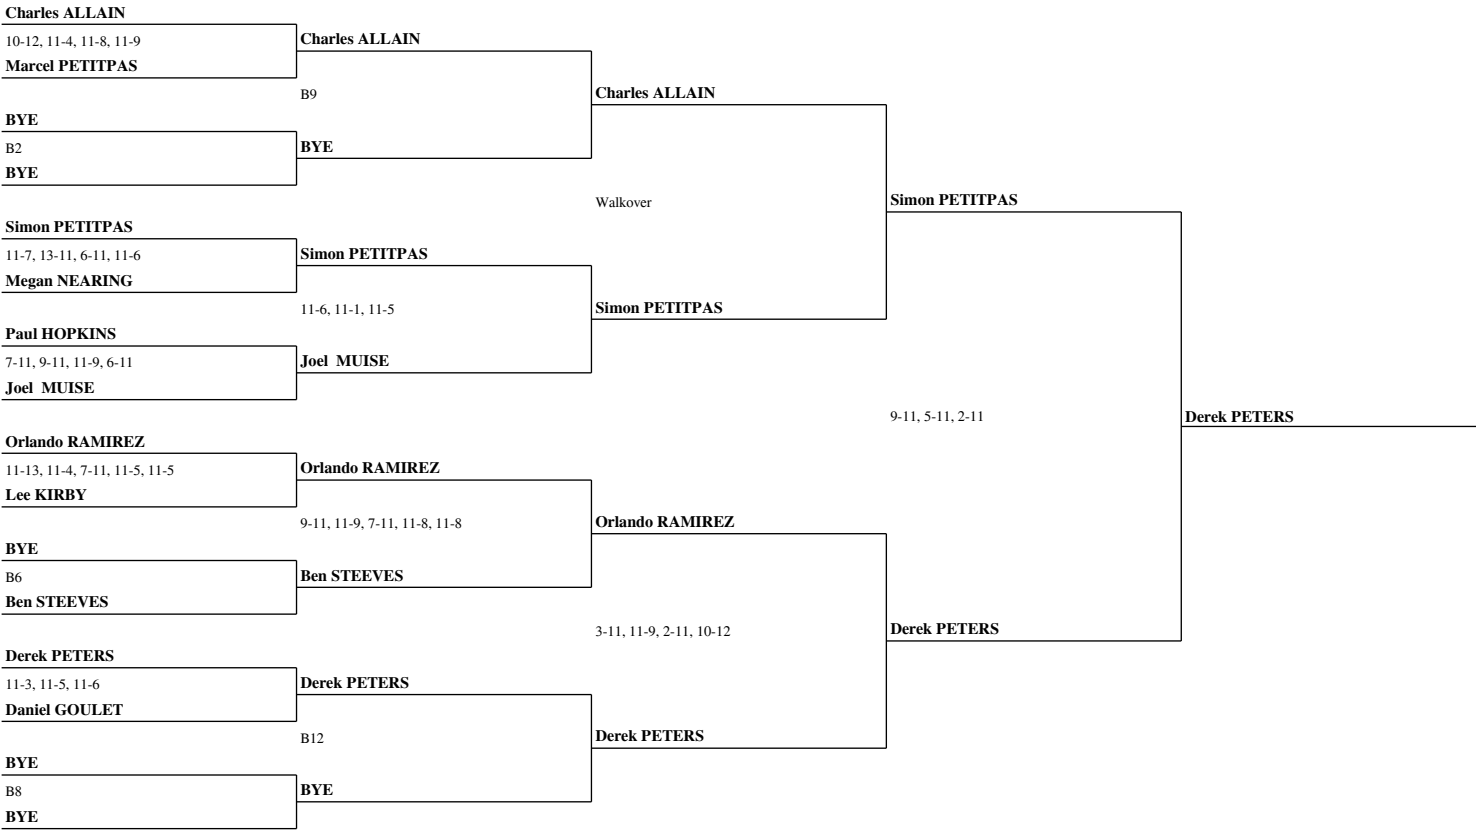 Charles ALLAIN
10-12, 11-4, 11-8, 11-9
Marcel PETITPAS
BYE
B2
BYE
Simon PETITPAS
11-7, 13-11, 6-11, 11-6
Megan NEARING
Paul HOPKINS
7-11, 9-11, 11-9, 6-11
Joel MUISE
Orlando RAMIREZ
11-13, 11-4, 7-11, 11-5, 11-5
Lee KIRBY
BYE
B6
Ben STEEVES
Derek PETERS
11-3, 11-5, 11-6
Daniel GOULET
BYE
B8
BYE
Charles ALLAIN
B9
BYE
Simon PETITPAS
11-6, 11-1, 11-5
Joel MUISE
Orlando RAMIREZ
9-11, 11-9, 7-11, 11-8, 11-8
Ben STEEVES
Derek PETERS
B12
BYE
Charles ALLAIN
Walkover
Simon PETITPAS
Orlando RAMIREZ
3-11, 11-9, 2-11, 10-12
Derek PETERS
Simon PETITPAS
9-11, 5-11, 2-11
Derek PETERS
Derek PETERS